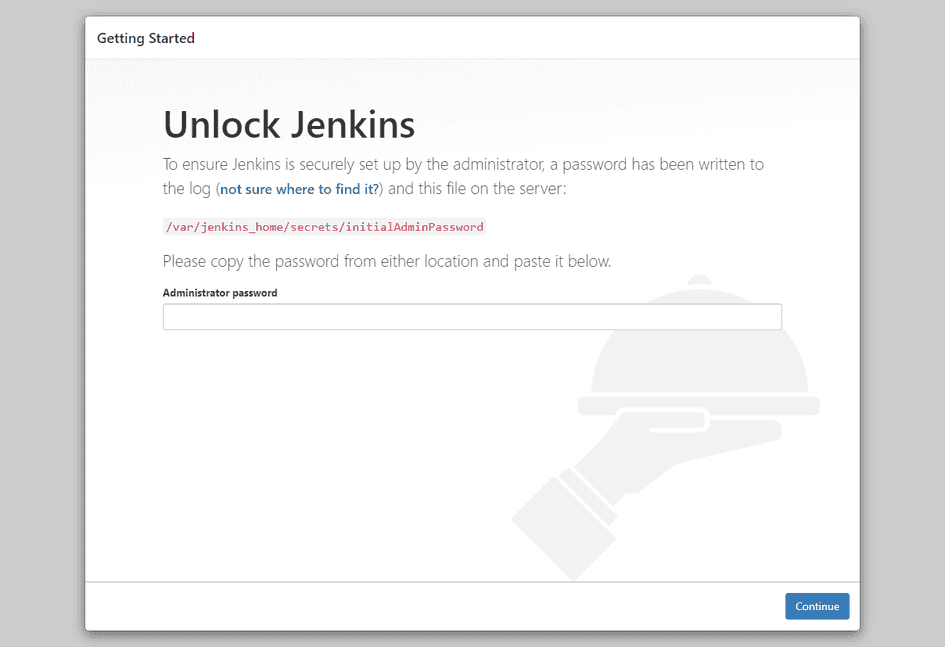 Getting Started
Unlock Jenkins
To ensure Jenkins is securely set up by the administrator, a password has been written to
the log (not sure where to find it?) and this file on the server:
/var/jenkins_home/secrets/initialAdminPassword
Please copy the password from either location and paste it below.
Administrator password
Continue